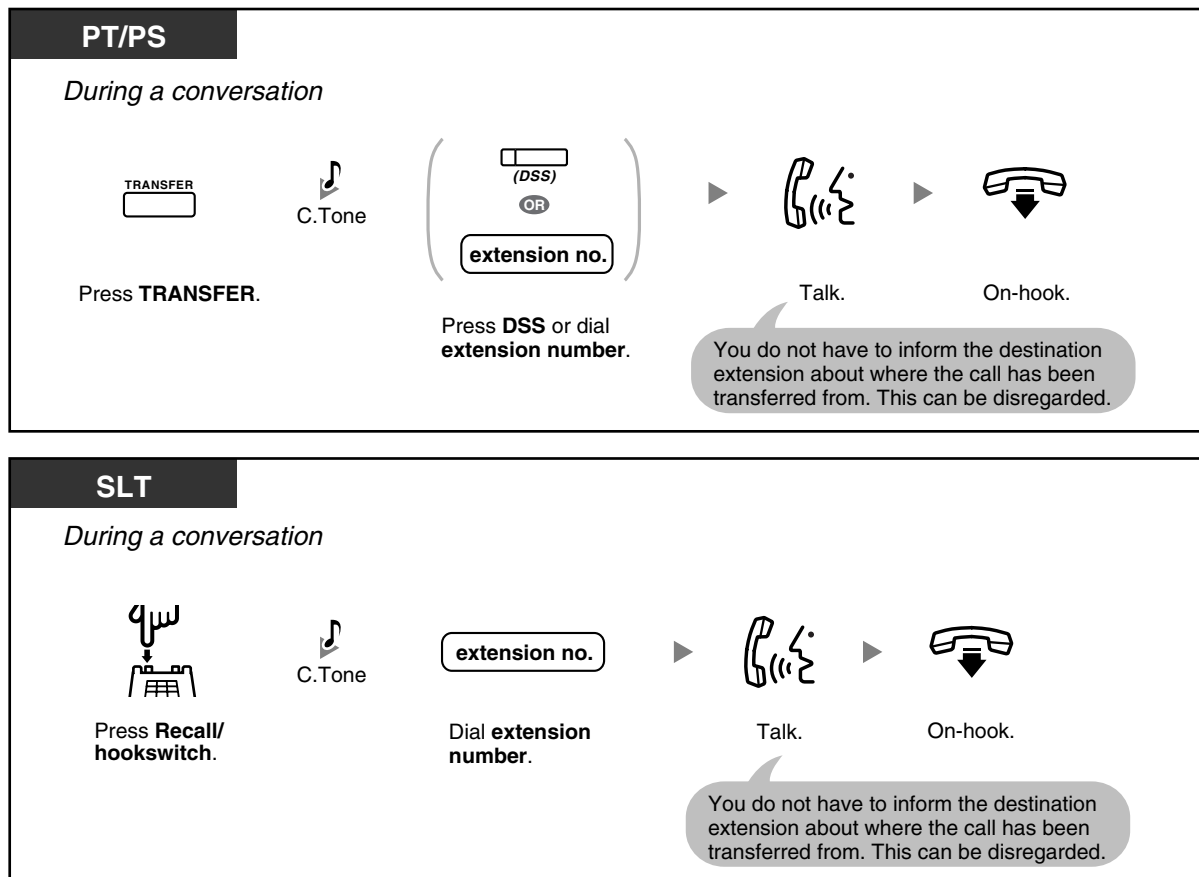 PT/PS
During a conversation
TRANSFER
C.Tone
(DSS)
OR
extension no.
Press TRANSFER.
Press DSS or dial
extension number.
Talk.
On-hook.
You do not have to inform the destination
extension about where the call has been
transferred from. This can be disregarded.
SLT
During a conversation
C.Tone
extension no.
Press Recall/
hookswitch.
Dial extension
number.
Talk.
On-hook.
You do not have to inform the destination
extension about where the call has been
transferred from. This can be disregarded.